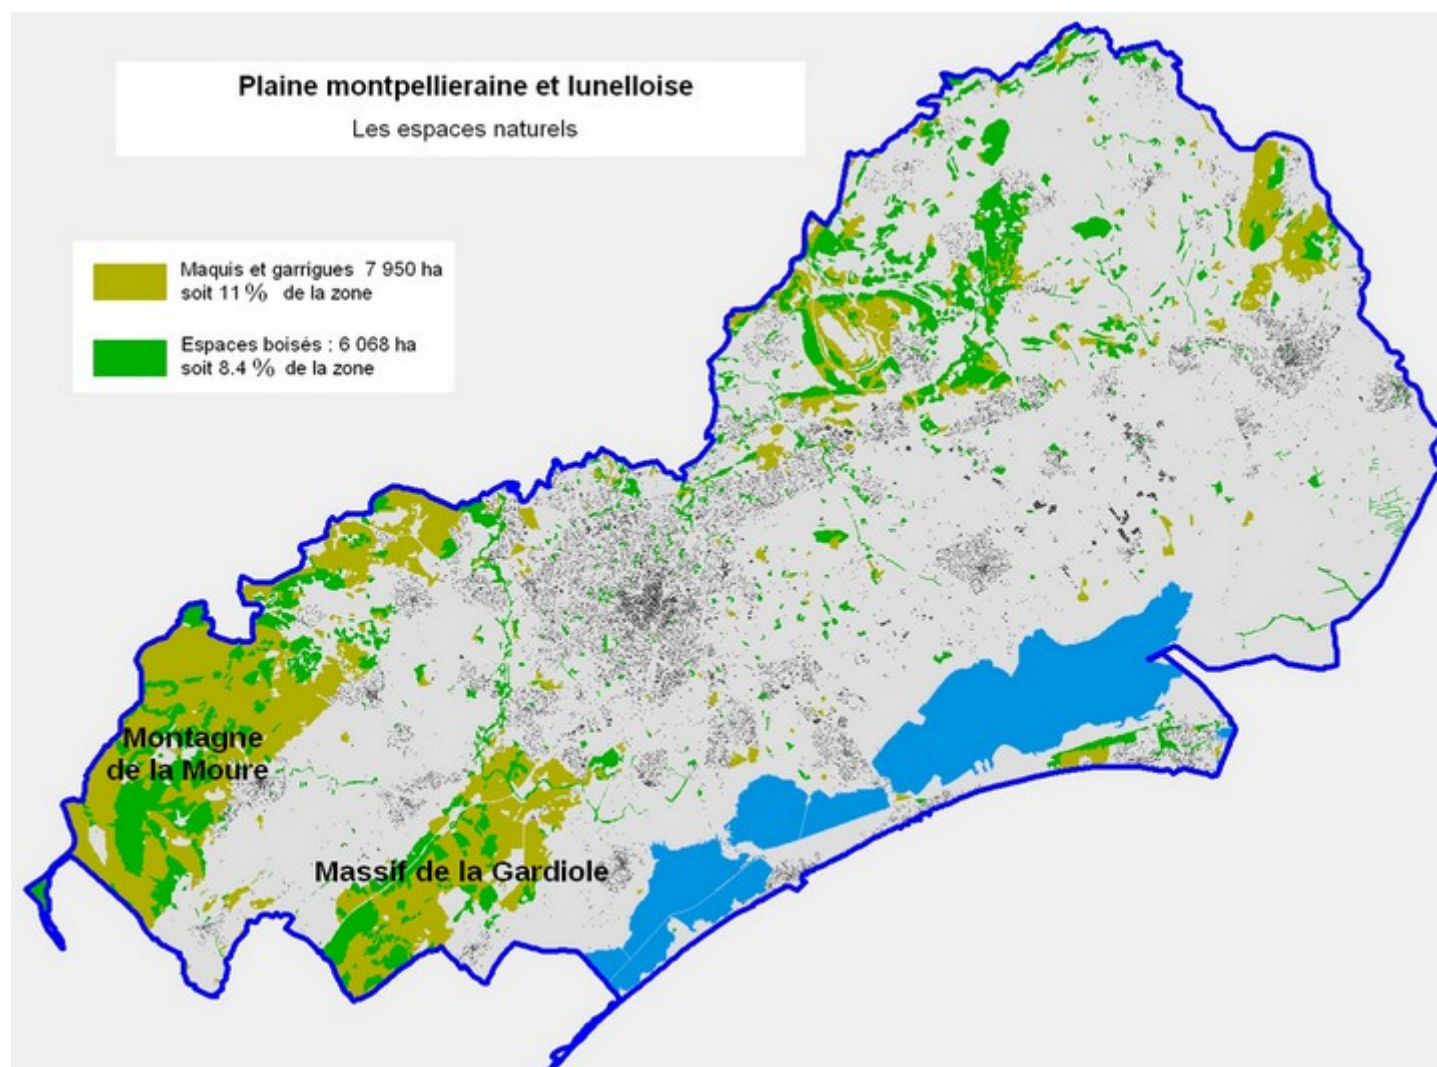 Plaine montpellieraine et lunelloise
Les espaces naturels
Maquis et garrigues 7 950 ha
soit 11 % de la zone
Espaces boisés : 6 068 ha
soit 8.4 % de la zone
Montagne
de la Moure
Massif de la Gardiole